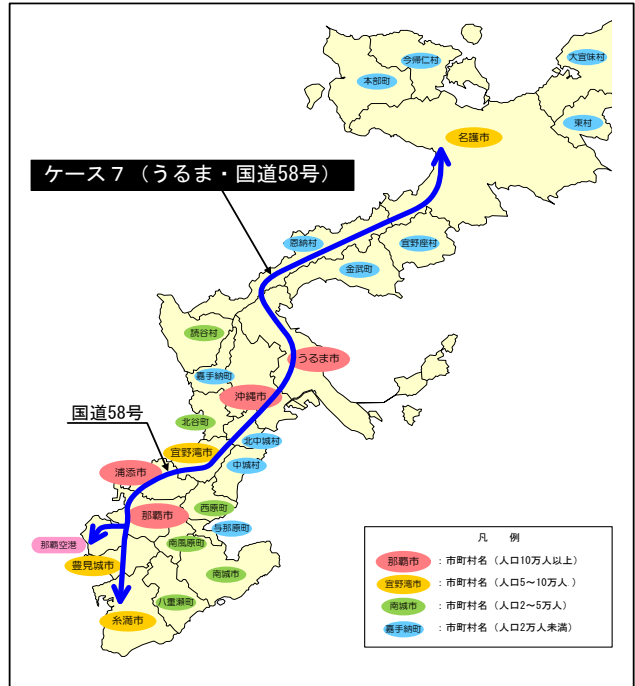 今帰仁村
大宜味村
本部町
東村
名護市
ケース7(うるま・国道58号)
恩納村
宜野座村
金武町
読谷村
うるま市
嘉手納町
沖縄市
国道58号
北谷町
北中城村
宜野湾市
中城村
浦添市
西原町
那覇市
与那原町
那覇空港
南風原町
豊見城市
南城市
八重瀬町
糸満市
凡 例
那覇市 :市町村名(人口10万人以上)
宜野湾市 :市町村名(人口5~10万人)
南城市 :市町村名(人口2~5万人)
嘉手納町 :市町村名(人口2万人未満)